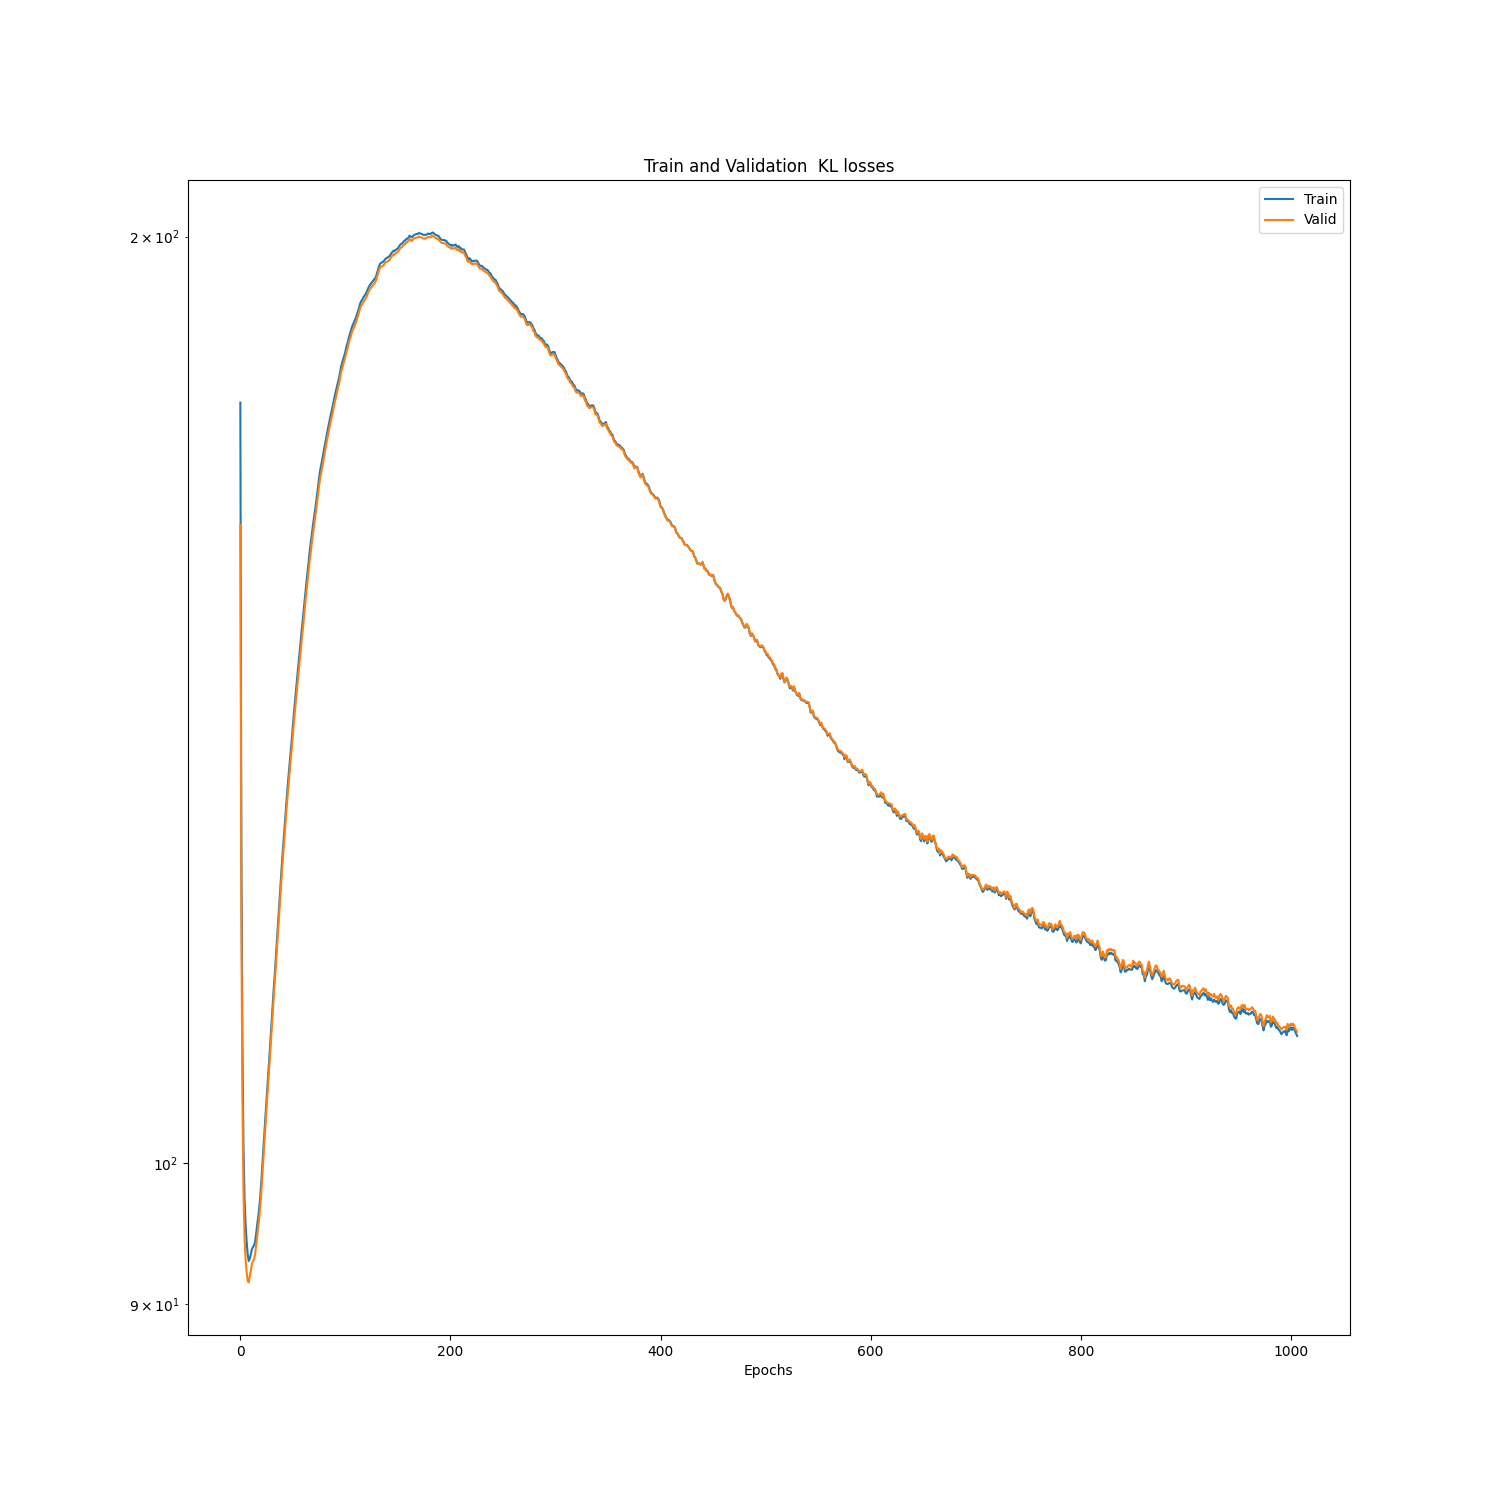 Train and Validation  KL losses
Train
Valid
2 × 10²
10²
9 × 10¹
0 200 400 600 800 1000
Epochs